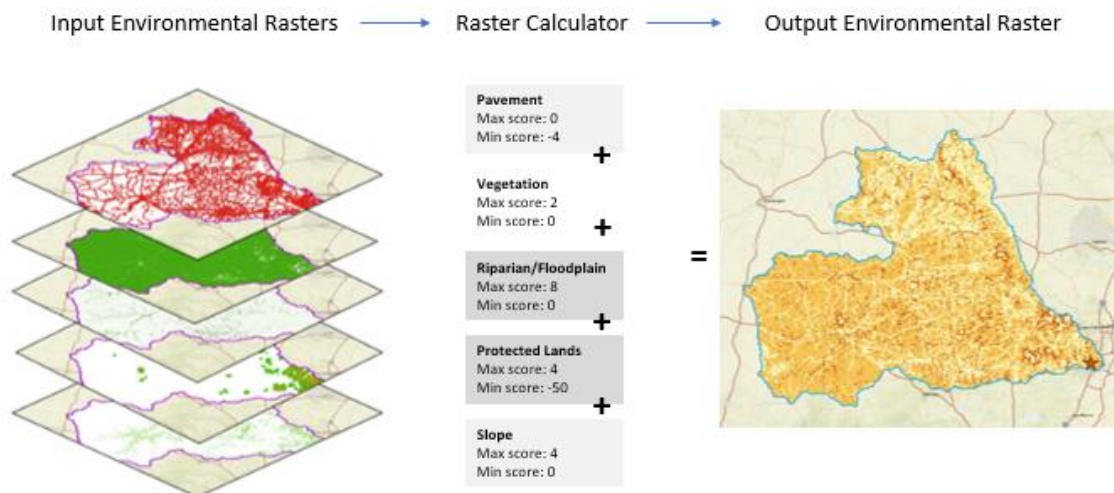 Input Environmental Rasters
Raster Calculator
Output Environmental Raster
Pavement
Max score: 0
Min score: -4
+
Vegetation
Max score: 2
Min score: 0
+
Riparian/Floodplain
Max score: 8
Min score: 0
+
Protected Lands
Max score: 4
Min score: -50
+
Slope
Max score: 4
Min score: 0
=